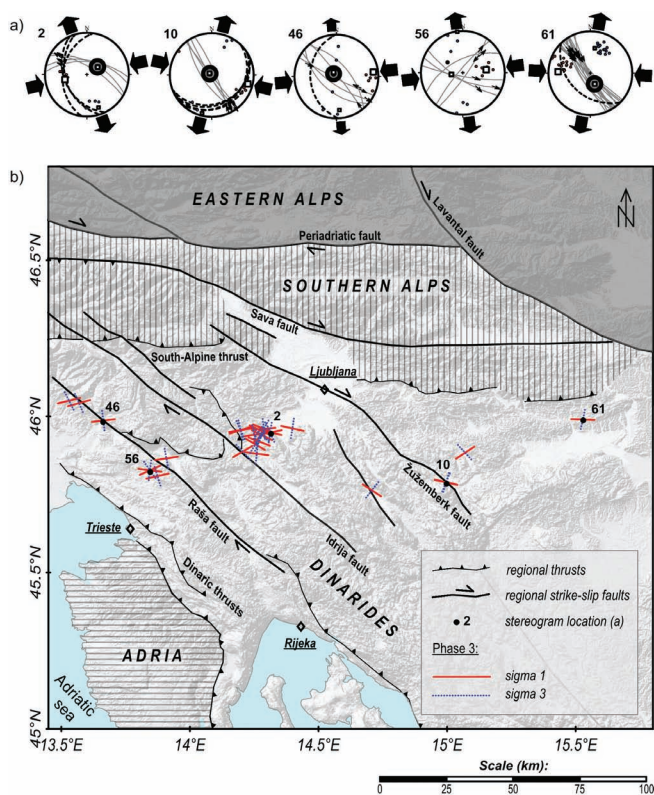 a)
2
10
46
56
61
b)
EASTERN ALPS
Lavantal fault
N
Periadriatic fault
46.5°N
SOUTHERN ALPS
Sava fault
South-Alpine thrust
Ljubljana
46°N
46
2
61
56
10
Žužemberk fault
Raša fault
Idrija fault
Trieste
Dinaric thrusts
DINARIDES
45.5°N
ADRIA
Rijeka
Adriatic
sea
45°N
regional thrusts
regional strike-slip faults
2 stereogram location (a)
Phase 3:
sigma 1
sigma 3
13.5°E
14°E
14.5°E
15°E
15.5°E
Scale (km):
0 25 50 75 100